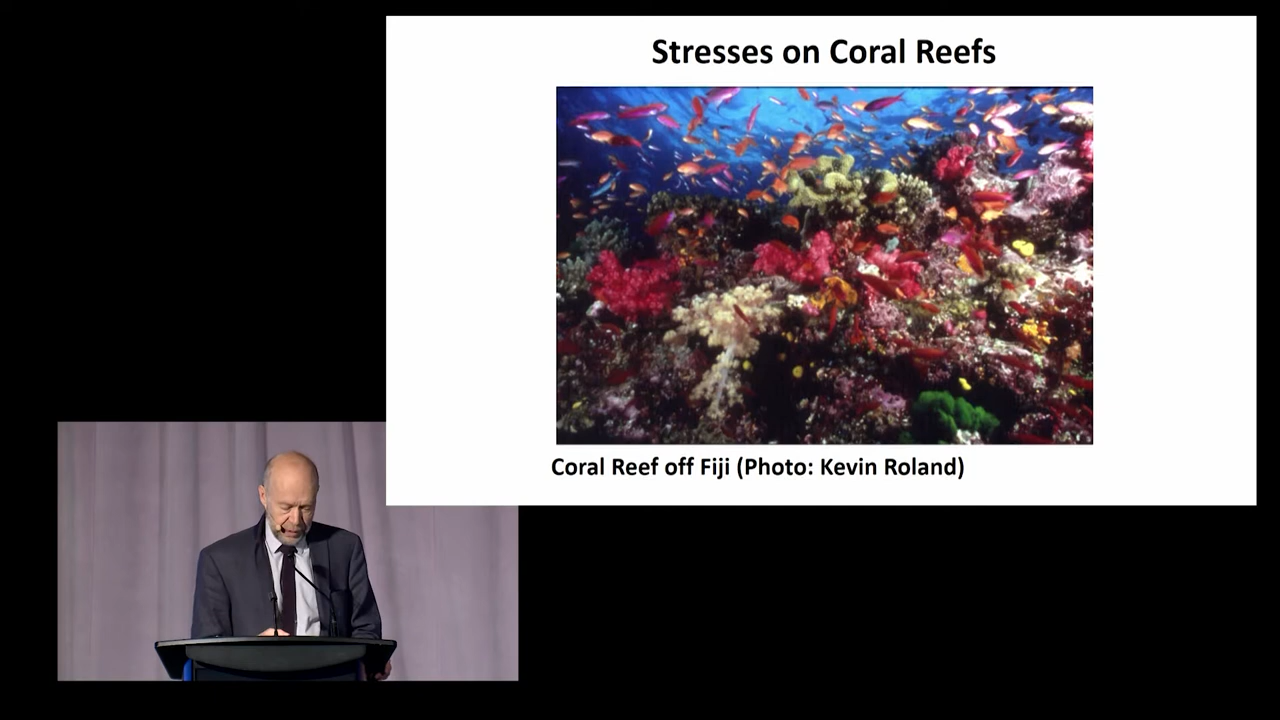 Stresses on Coral Reefs
Coral Reef off Fiji (Photo: Kevin Roland)